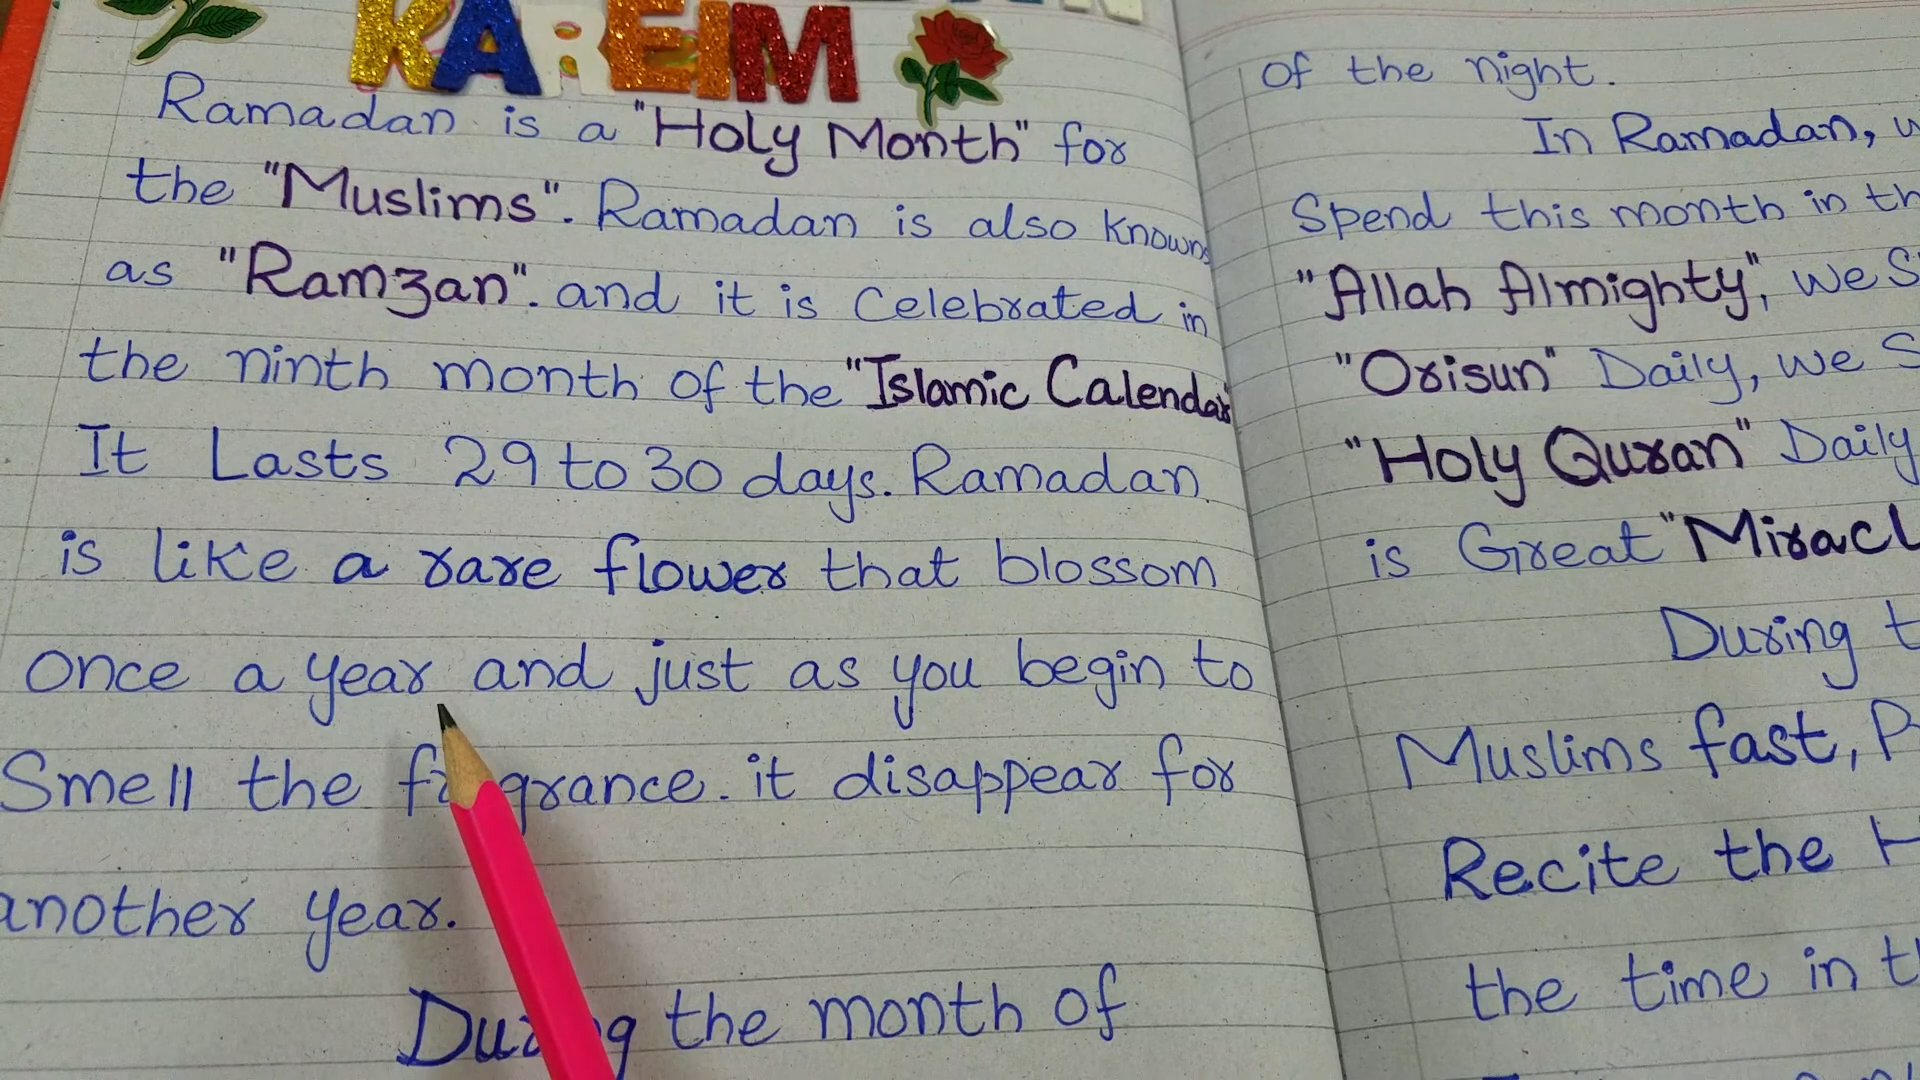 KAREIM
Ramadan is a "Holy Month" for
the "Muslims". Ramadan is also knowns
as "Ramzan". and it is Celebrated in
the ninth month of the "Islamic Calendar
It Lasts 29 to 30 days. Ramadan
is like a rare flower that blossom
once a year and just as you begin to
Smell the fragrance. it disappear for
another year.
During the month of
of the night.
In Ramadan,
Spend this month in
"Allah Almighty", we
"Orisun" Daily, we
"Holy Quran" Daily
is Great "Miracl
During
Muslims fast,
Recite the
the time in